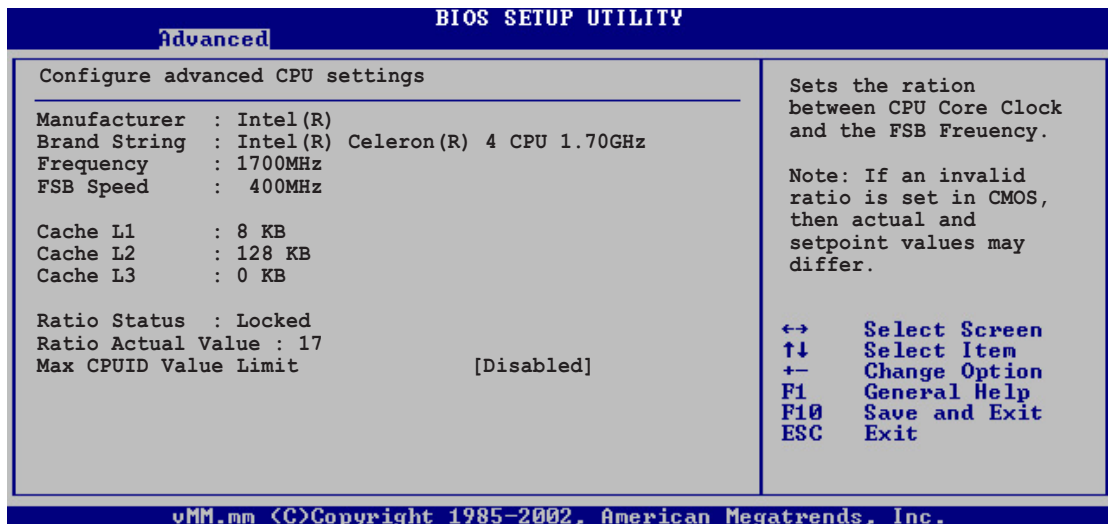 BIOS SETUP UTILITY
Advanced
Configure advanced CPU settings
Manufacturer : Intel(R)
Brand String : Intel(R) Celeron(R) 4 CPU 1.70GHz
Frequency : 1700MHz
FSB Speed : 400MHz
Cache L1 : 8 KB
Cache L2 : 128 KB
Cache L3 : 0 KB
Ratio Status : Locked
Ratio Actual Value : 17
Max CPUID Value Limit [Disabled]
Sets the ration
between CPU Core Clock
and the FSB Freuency.
Note: If an invalid
ratio is set in CMOS,
then actual and
setpoint values may
differ.
←→ Select Screen
↑↓ Select Item
+- Change Option
F1 General Help
F10 Save and Exit
ESC Exit
vMM.mm (C)Copyright 1985-2002, American Megatrends, Inc.